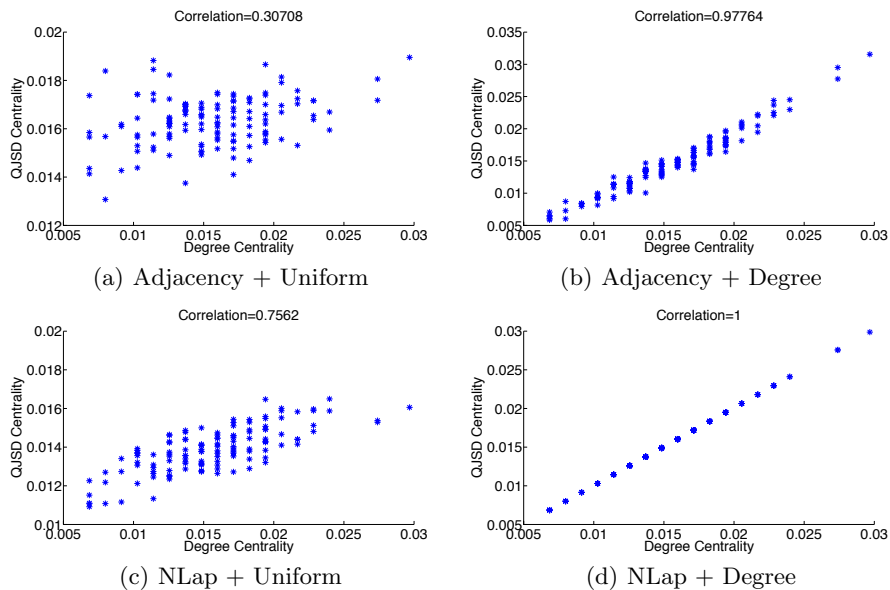 Correlation=0.30708
0.02
0.018
0.016
0.014
0.012
QJSD Centrality
0.005 0.01 0.015 0.02 0.025 0.03
Degree Centrality
(a) Adjacency + Uniform
Correlation=0.97764
0.035
0.03
0.025
0.02
0.015
0.01
0.005
QJSD Centrality
0.005 0.01 0.015 0.02 0.025 0.03
Degree Centrality
(b) Adjacency + Degree
Correlation=0.7562
0.02
0.018
0.016
0.014
0.012
0.01
QJSD Centrality
0.005 0.01 0.015 0.02 0.025 0.03
Degree Centrality
(c) NLap + Uniform
Correlation=1
0.03
0.025
0.02
0.015
0.01
0.005
QJSD Centrality
0.005 0.01 0.015 0.02 0.025 0.03
Degree Centrality
(d) NLap + Degree